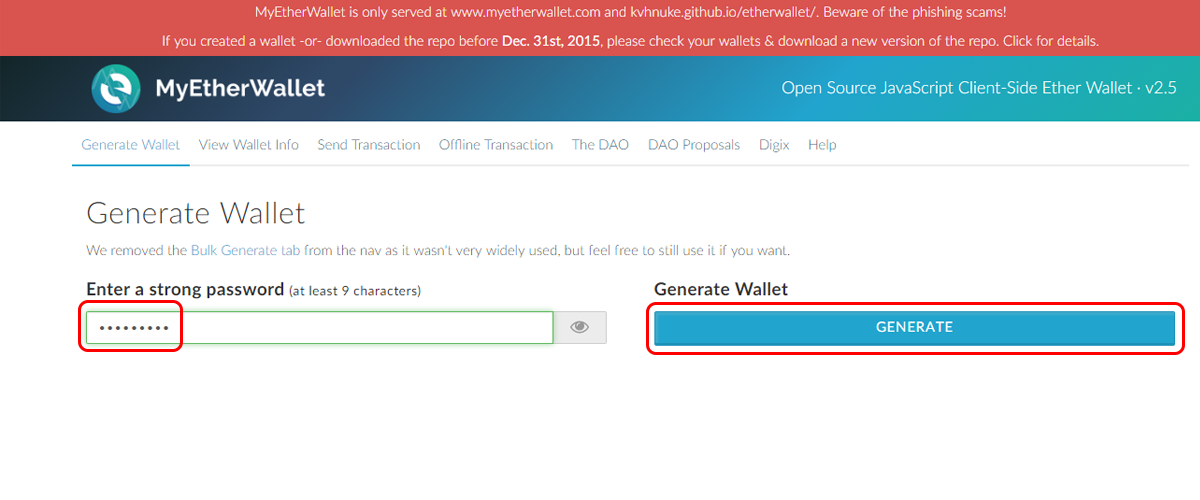 MyEtherWallet is only served at www.myetherwallet.com and kvhnuke.github.io/etherwallet/. Beware of the phishing scams!
If you created a wallet -or- downloaded the repo before Dec. 31st, 2015, please check your wallets & download a new version of the repo. Click for details.
MyEtherWallet
Open Source JavaScript Client-Side Ether Wallet · v2.5
Generate Wallet View Wallet Info Send Transaction Offline Transaction The DAO DAO Proposals Digix Help
Generate Wallet
We removed the Bulk Generate tab from the nav as it wasn't very widely used, but feel free to still use it if you want.
Enter a strong password (at least 9 characters)
•••••••••
Generate Wallet
GENERATE